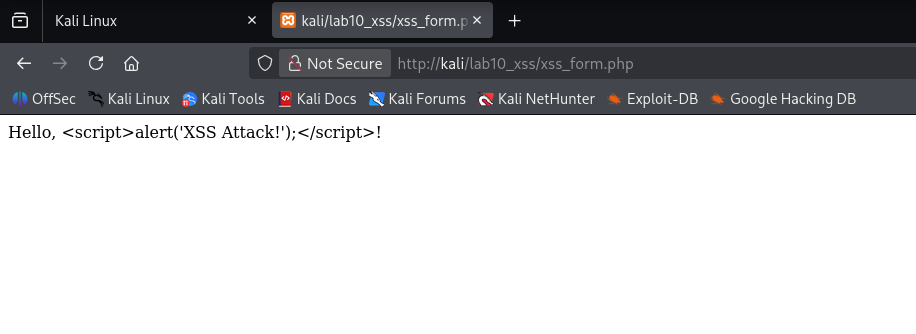 Kali Linux
kali/lab10_xss/xss_form.p
Not Secure http://kali/lab10_xss/xss_form.php
OffSec Kali Linux Kali Tools Kali Docs Kali Forums Kali NetHunter Exploit-DB Google Hacking DB
Hello, <script>alert('XSS Attack!');</script>!